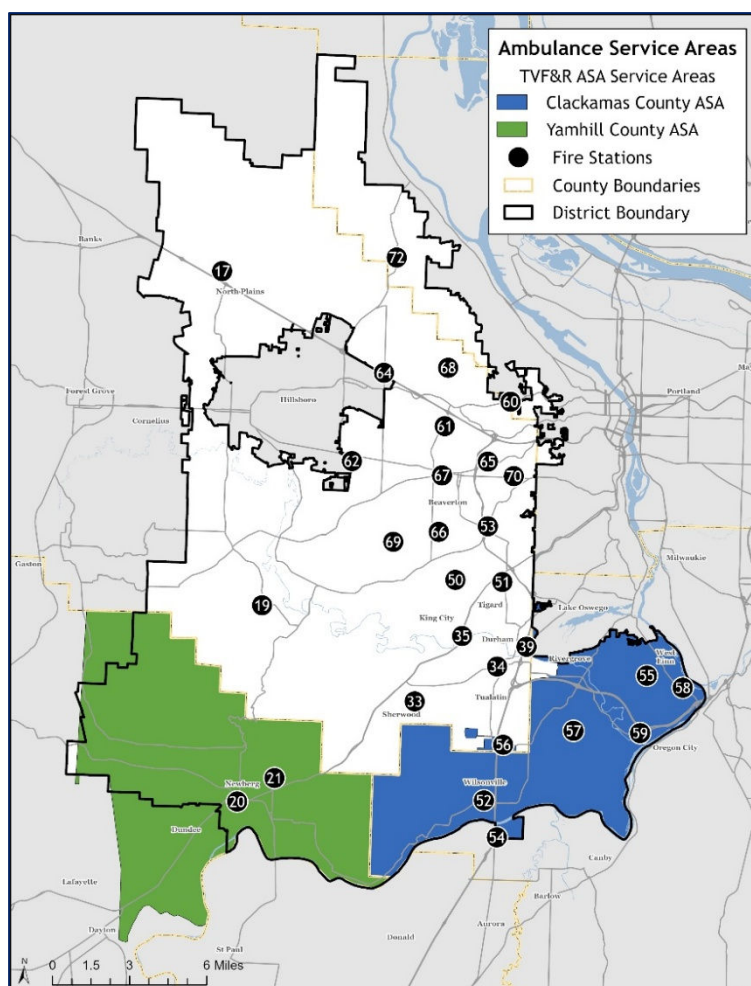 Ambulance Service Areas
TVF&R ASA Service Areas
Clackamas County ASA
Yamhill County ASA
Fire Stations
County Boundaries
District Boundary
Banks
72
17
North Plains
64
68
Portland
Ma
Forest Grove
Hillsboro
60
Cornelius
61
62
65
67
70
Beaverton
53
66
69
Milwaukie
Gaston
50
51
19
Tigard
Lake Oswego
King City
35
Durham
39
34
Rivergrove
West Linn
55
58
Tualatin
33
Sherwood
57
59
56
Oregon City
21
Newberg
20
Wilsonville
52
Dundee
54
Canby
Lafayette
Barlow
Aurora
Dayton
Donald
St Paul
N
0 1.5 3 6 Miles